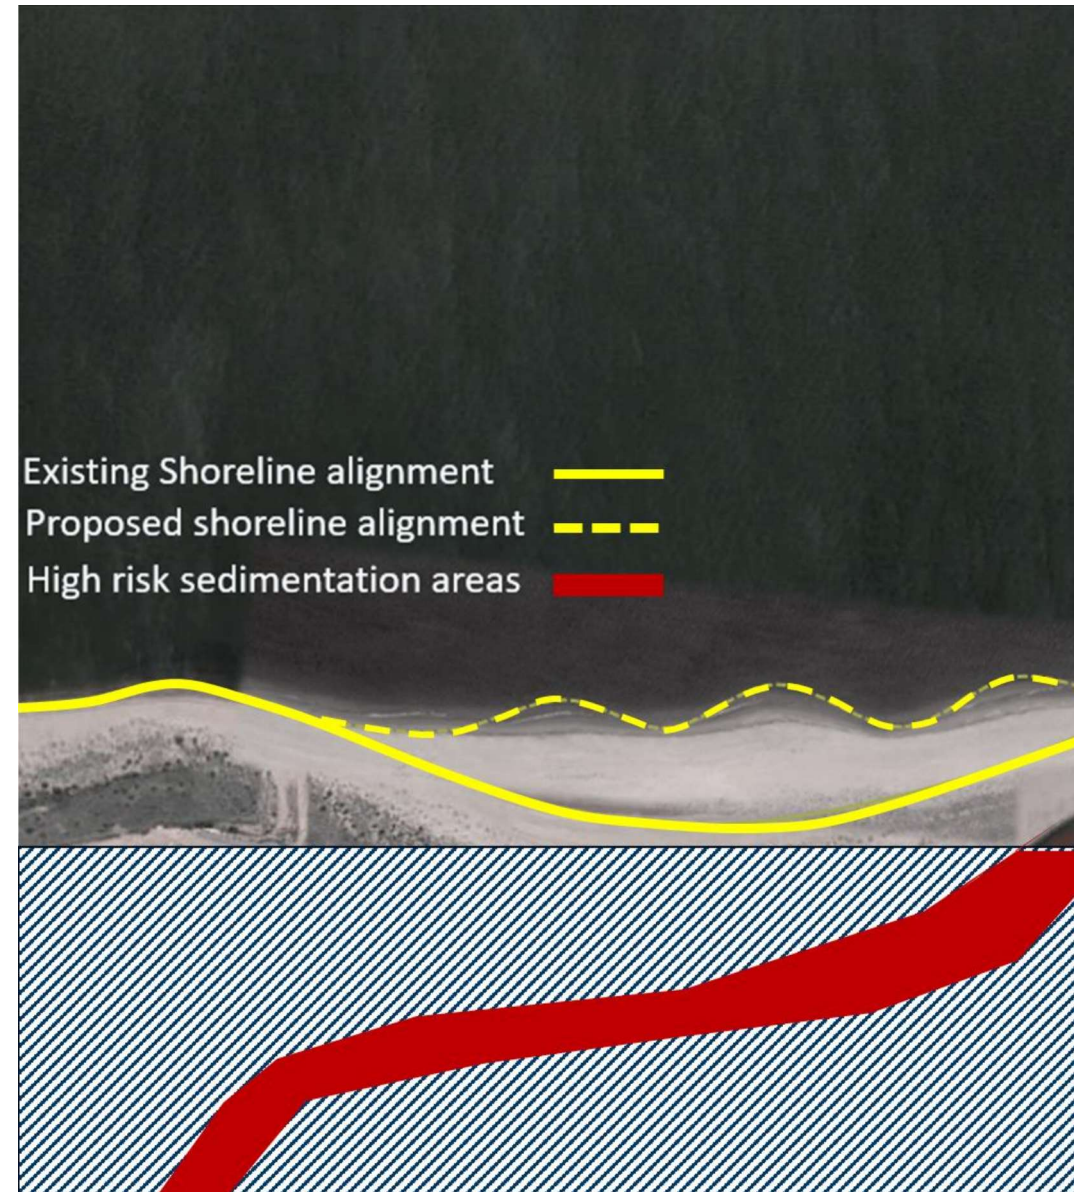 Existing Shoreline alignment
Proposed shoreline alignment
High risk sedimentation areas